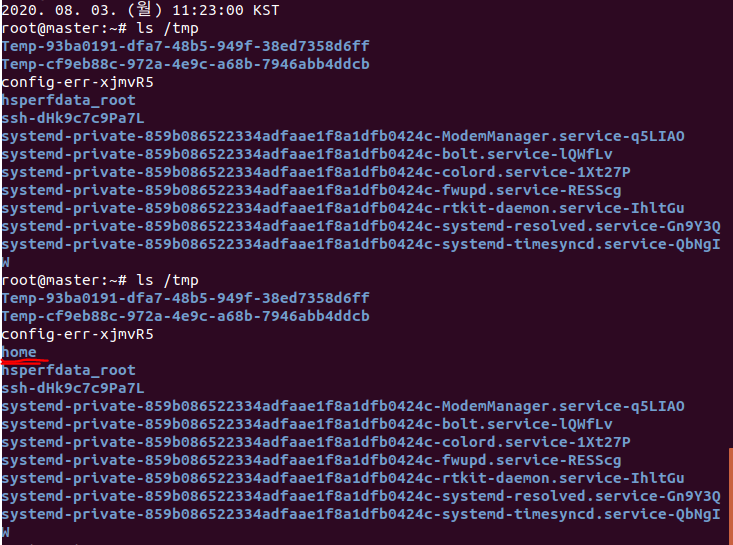 2020. 08. 03. (월) 11:23:00 KST
root@master:~# ls /tmp
Temp-93ba0191-dfa7-48b5-949f-38ed7358d6ff
Temp-cf9eb88c-972a-4e9c-a68b-7946abb4ddcb
config-err-xjmvR5
hsperfdata_root
ssh-dHk9c7c9Pa7L
systemd-private-859b086522334adfaae1f8a1dfb0424c-ModemManager.service-q5LIAO
systemd-private-859b086522334adfaae1f8a1dfb0424c-bolt.service-lQWfLv
systemd-private-859b086522334adfaae1f8a1dfb0424c-colord.service-1Xt27P
systemd-private-859b086522334adfaae1f8a1dfb0424c-fwupd.service-RESScg
systemd-private-859b086522334adfaae1f8a1dfb0424c-rtkit-daemon.service-IhltGu
systemd-private-859b086522334adfaae1f8a1dfb0424c-systemd-resolved.service-Gn9Y3Q
systemd-private-859b086522334adfaae1f8a1dfb0424c-systemd-timesyncd.service-QbNgI
W
root@master:~# ls /tmp
Temp-93ba0191-dfa7-48b5-949f-38ed7358d6ff
Temp-cf9eb88c-972a-4e9c-a68b-7946abb4ddcb
config-err-xjmvR5
home
hsperfdata_root
ssh-dHk9c7c9Pa7L
systemd-private-859b086522334adfaae1f8a1dfb0424c-ModemManager.service-q5LIAO
systemd-private-859b086522334adfaae1f8a1dfb0424c-bolt.service-lQWfLv
systemd-private-859b086522334adfaae1f8a1dfb0424c-colord.service-1Xt27P
systemd-private-859b086522334adfaae1f8a1dfb0424c-fwupd.service-RESScg
systemd-private-859b086522334adfaae1f8a1dfb0424c-rtkit-daemon.service-IhltGu
systemd-private-859b086522334adfaae1f8a1dfb0424c-systemd-resolved.service-Gn9Y3Q
systemd-private-859b086522334adfaae1f8a1dfb0424c-systemd-timesyncd.service-QbNgI
W